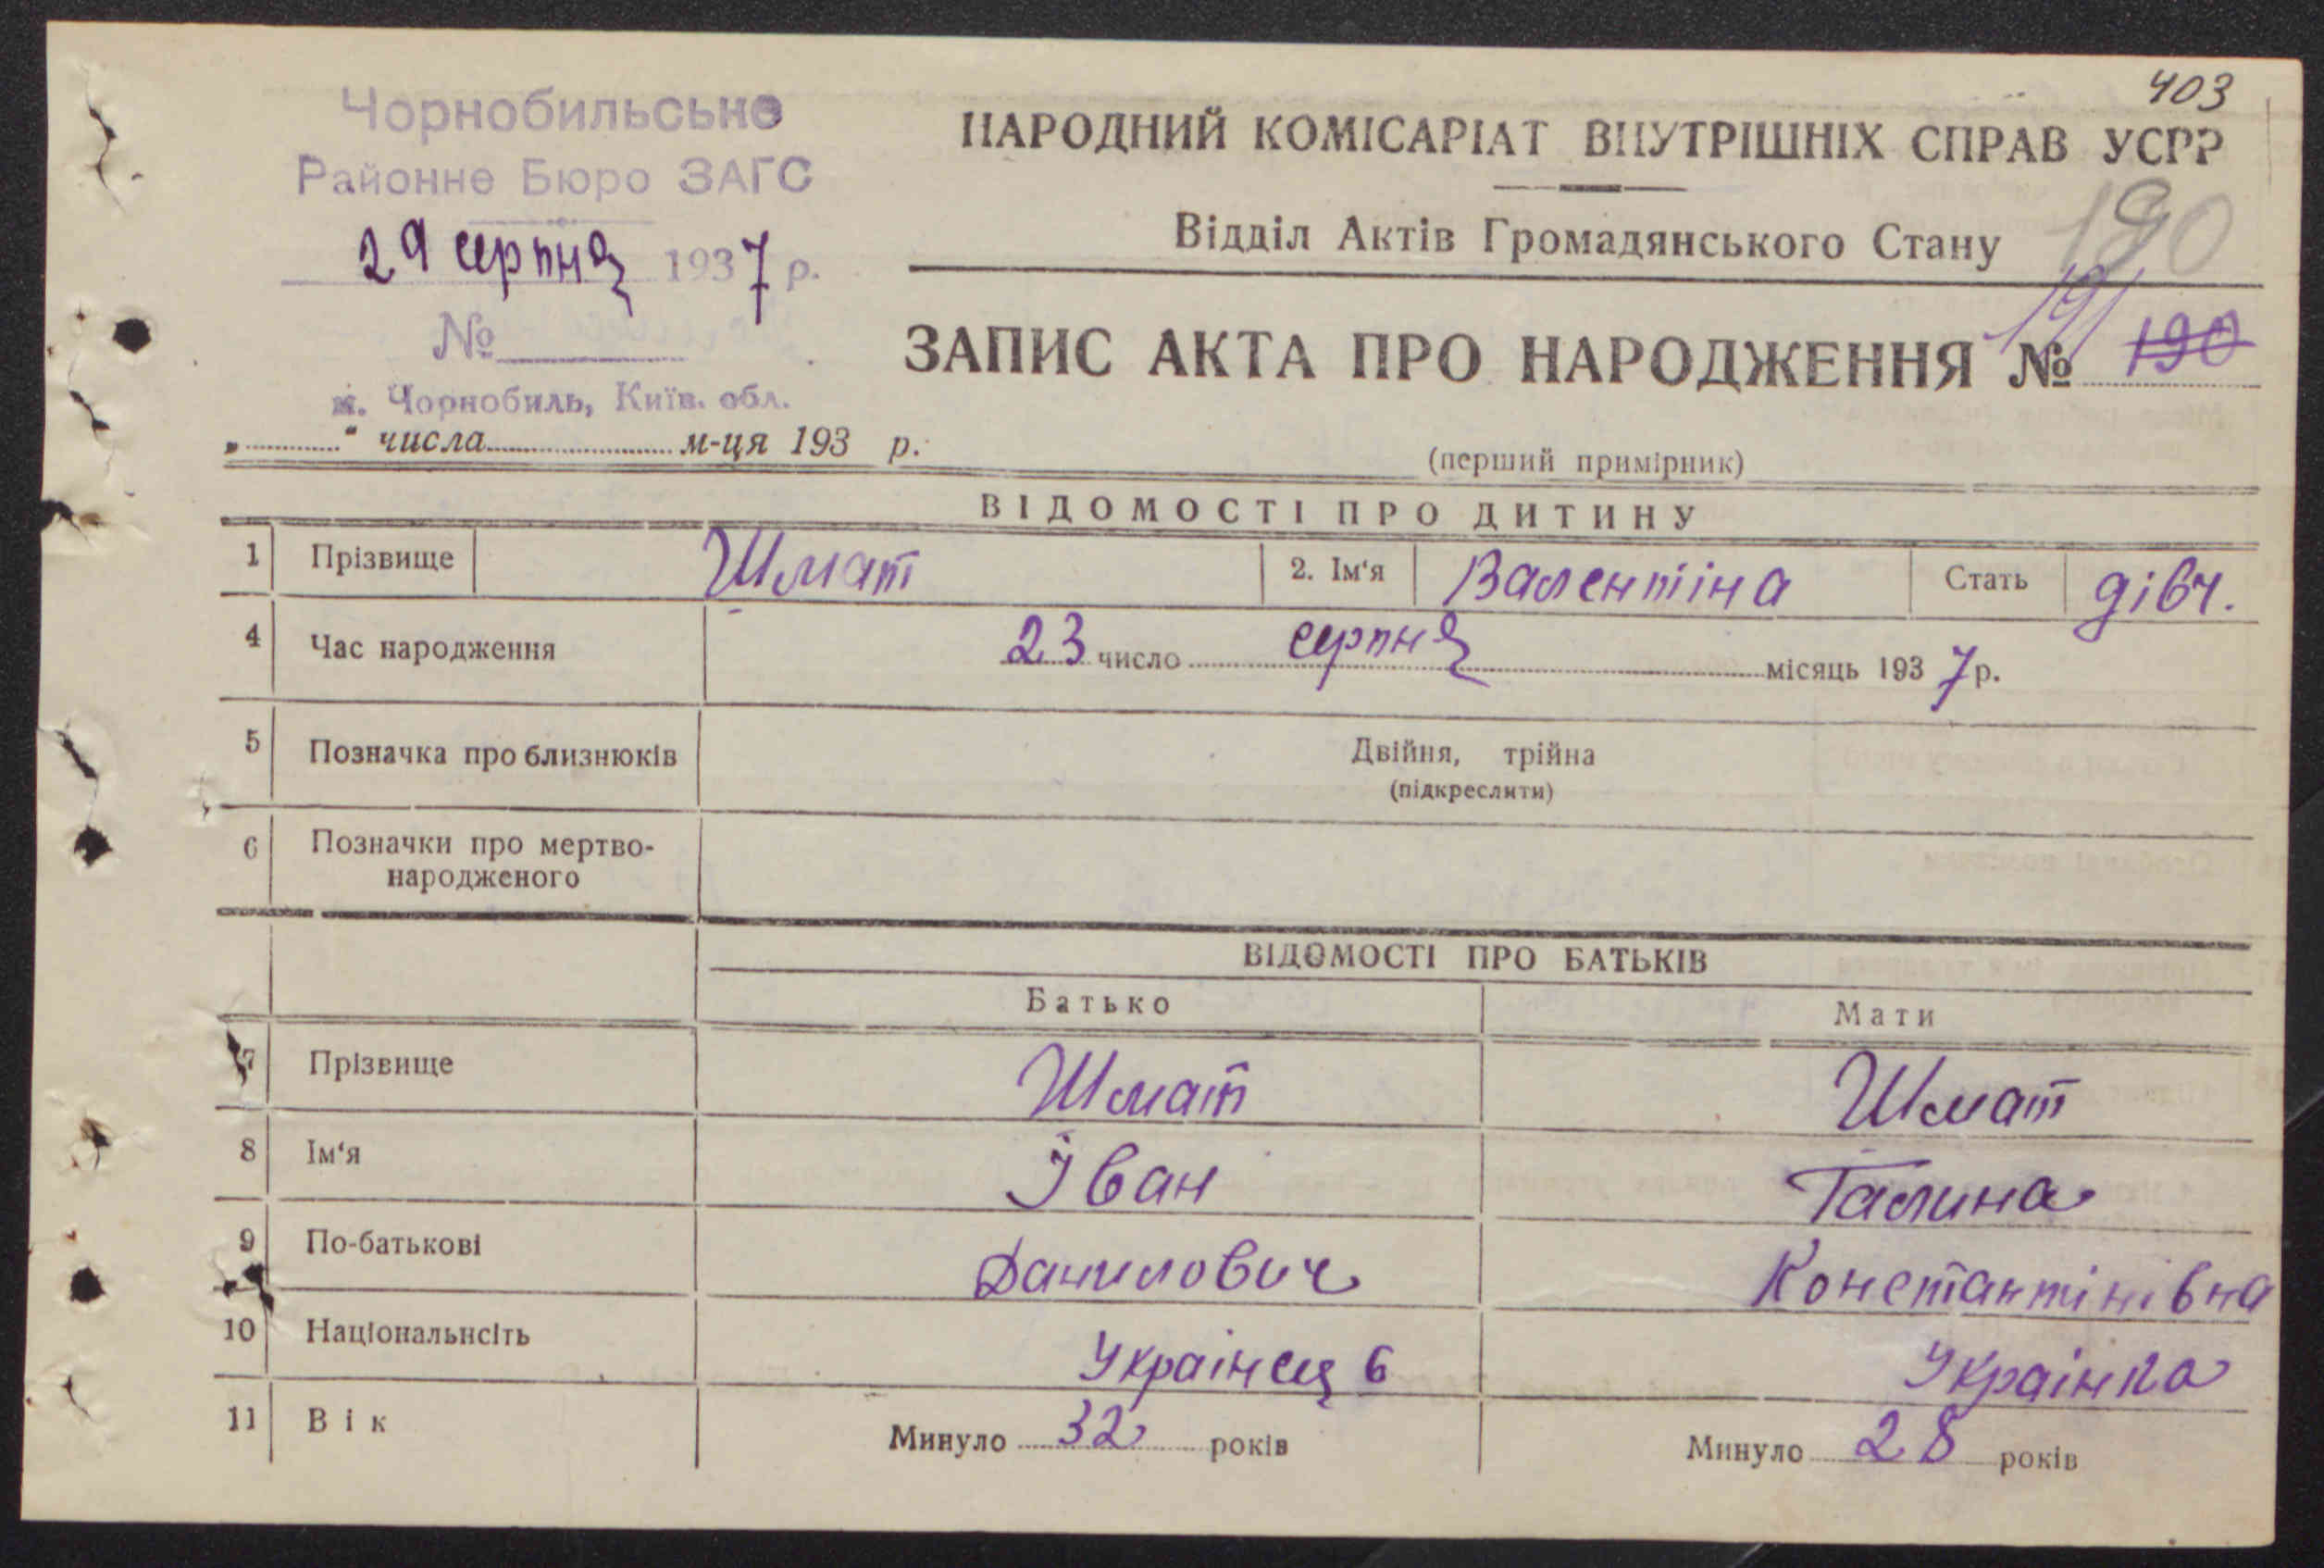 403
Чорнобильське
Районне Бюро ЗАГС
29 серпня 1937 р.
№
м. Чорнобиль, Київ. обл.
„ “ числа м-ця 193 р.
НАРОДНИЙ КОМІСАРІАТ ВНУТРІШНІХ СПРАВ УСРР
Відділ Актів Громадянського Стану
190
191
ЗАПИС АКТА ПРО НАРОДЖЕННЯ № 190
(перший примірник)
ВІДОМОСТІ ПРО ДИТИНУ
1 Прізвище Шмат 2. Ім‘я Валентіна Стать дівч.
4 Час народження 23 число серпня місяць 1937 р.
5 Позначка про близнюків Двійня, трійна
(підкреслити)
6 Позначки про мертво-
народженого
ВІДОМОСТІ ПРО БАТЬКІВ
Батько Мати
7 Прізвище Шмат Шмат
8 Ім‘я Іван Галина
9 По-батькові Данилович Константінівна
10 Національнсіть Украінець Украінка
11 Вік Минуло 32 років Минуло 28 років